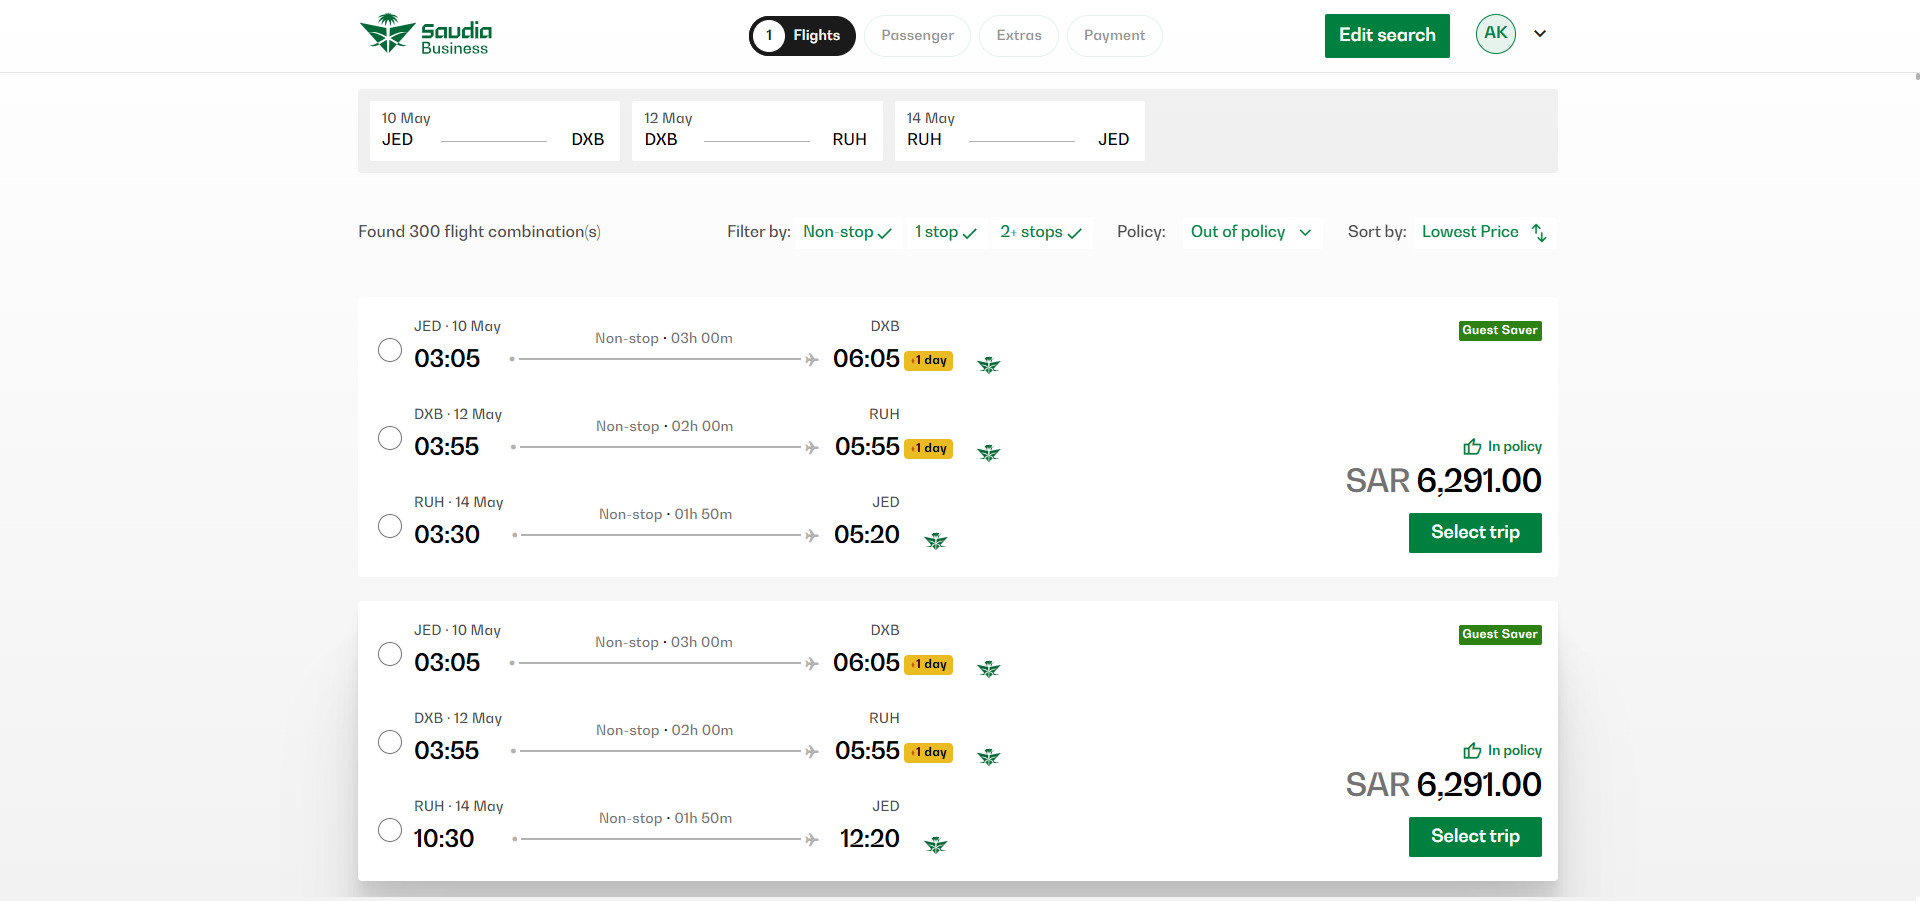 Saudia
Business
1 Flights
Passenger
Extras
Payment
Edit search
AK
10 May
JED DXB
12 May
DXB RUH
14 May
RUH JED
Found 300 flight combination(s)
Filter by: Non-stop 1 stop 2+ stops
Policy: Out of policy
Sort by: Lowest Price
JED · 10 May
Non-stop · 03h 00m
DXB
03:05
06:05 +1 day
Guest Saver
DXB · 12 May
Non-stop · 02h 00m
RUH
03:55
05:55 +1 day
RUH · 14 May
Non-stop · 01h 50m
JED
03:30
05:20
In policy
SAR 6,291.00
Select trip
JED · 10 May
Non-stop · 03h 00m
DXB
03:05
06:05 +1 day
Guest Saver
DXB · 12 May
Non-stop · 02h 00m
RUH
03:55
05:55 +1 day
RUH · 14 May
Non-stop · 01h 50m
JED
10:30
12:20
In policy
SAR 6,291.00
Select trip